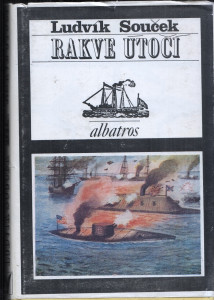 Ludvík Souček
RAKVE ÚTOČÍ
albatros